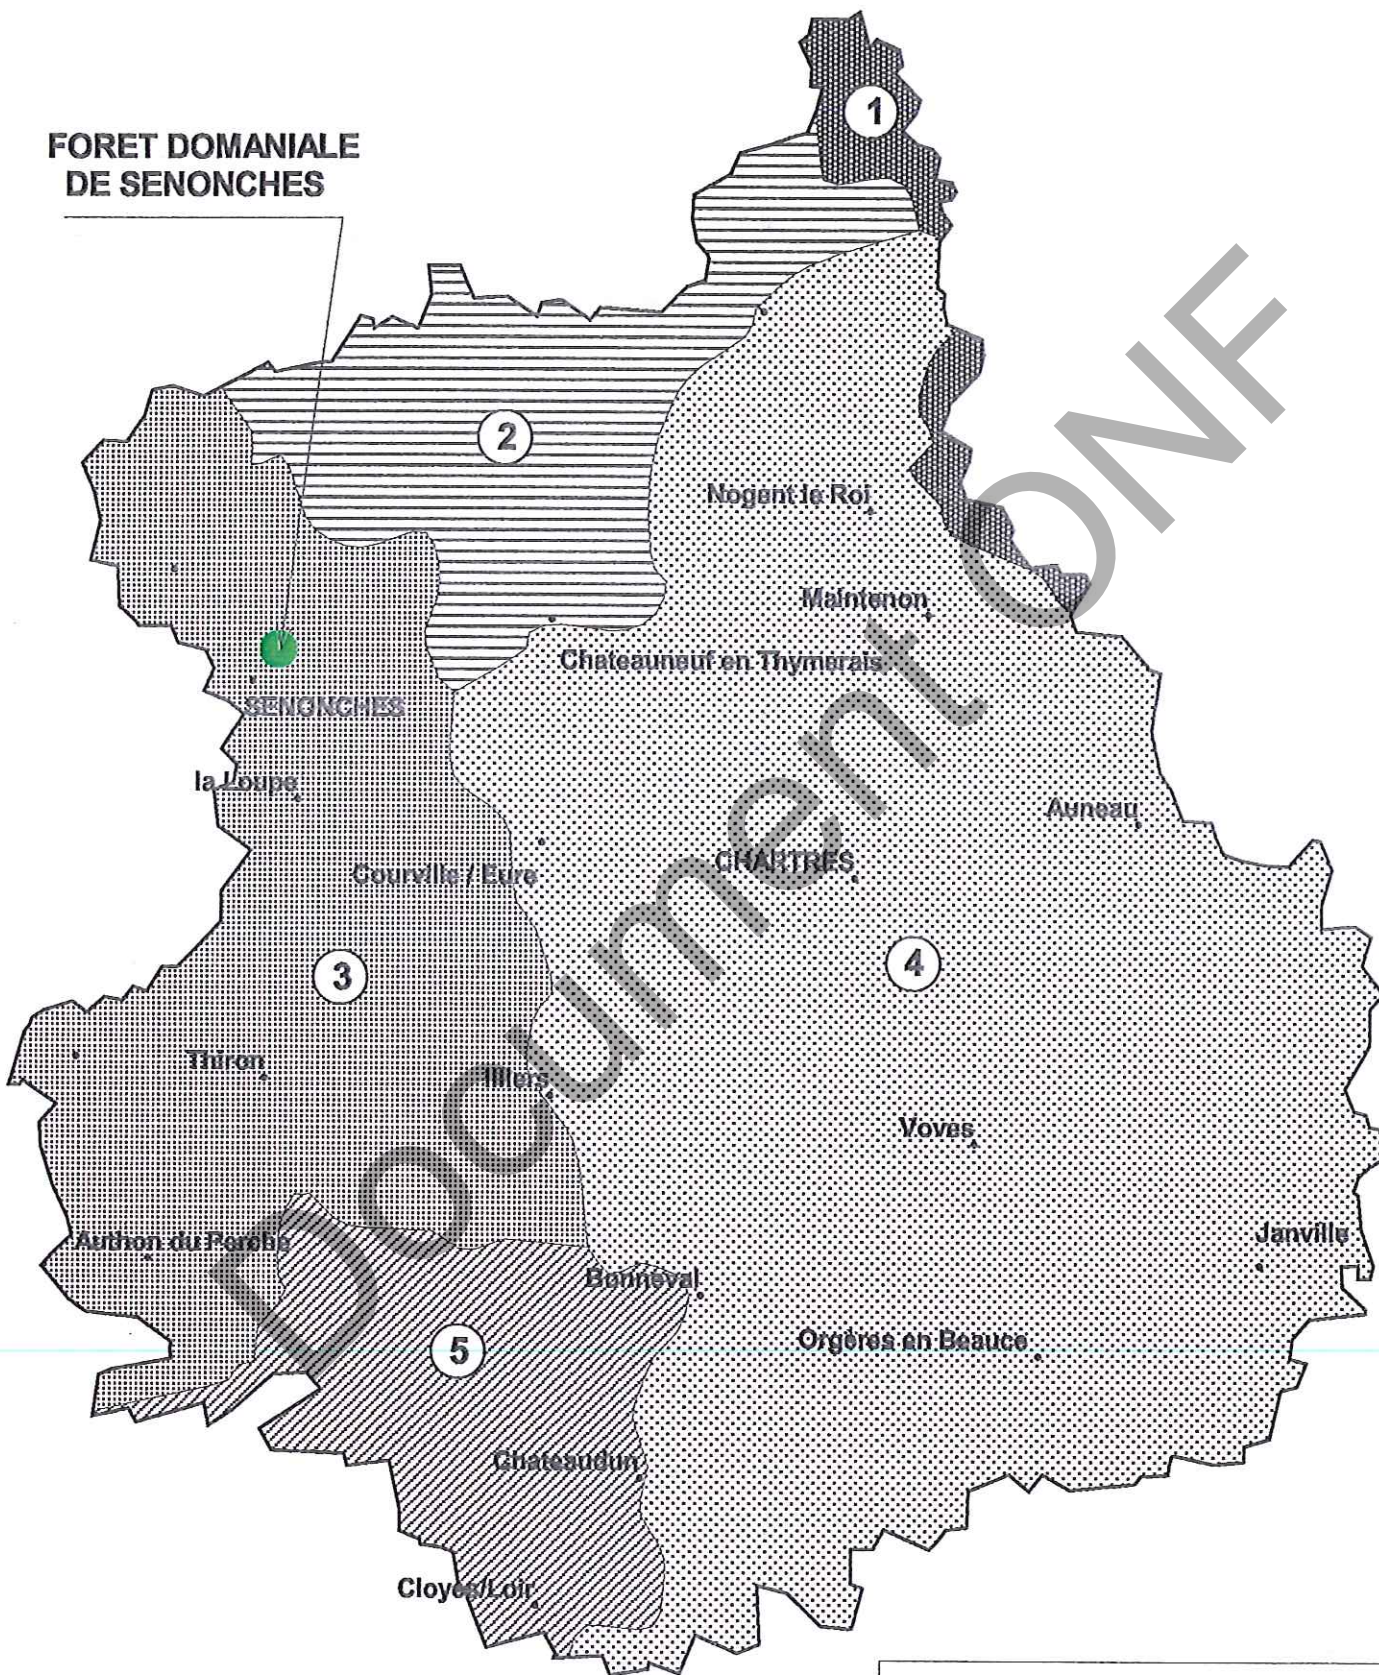 FORET DOMANIALE
DE SENONCHES
1
2
Nogent le Roi
Maintenon
Chateauneuf en Thymerais
SENONCHES
la Loupe
Auneau
Courville / Eure
CHARTRES
3
4
Thiron
Illiers
Voves
Authon du Perche
Janville
Bonneval
5
Orgères en Beauce
Chateaudun
Cloyes/Loir
Document ONF